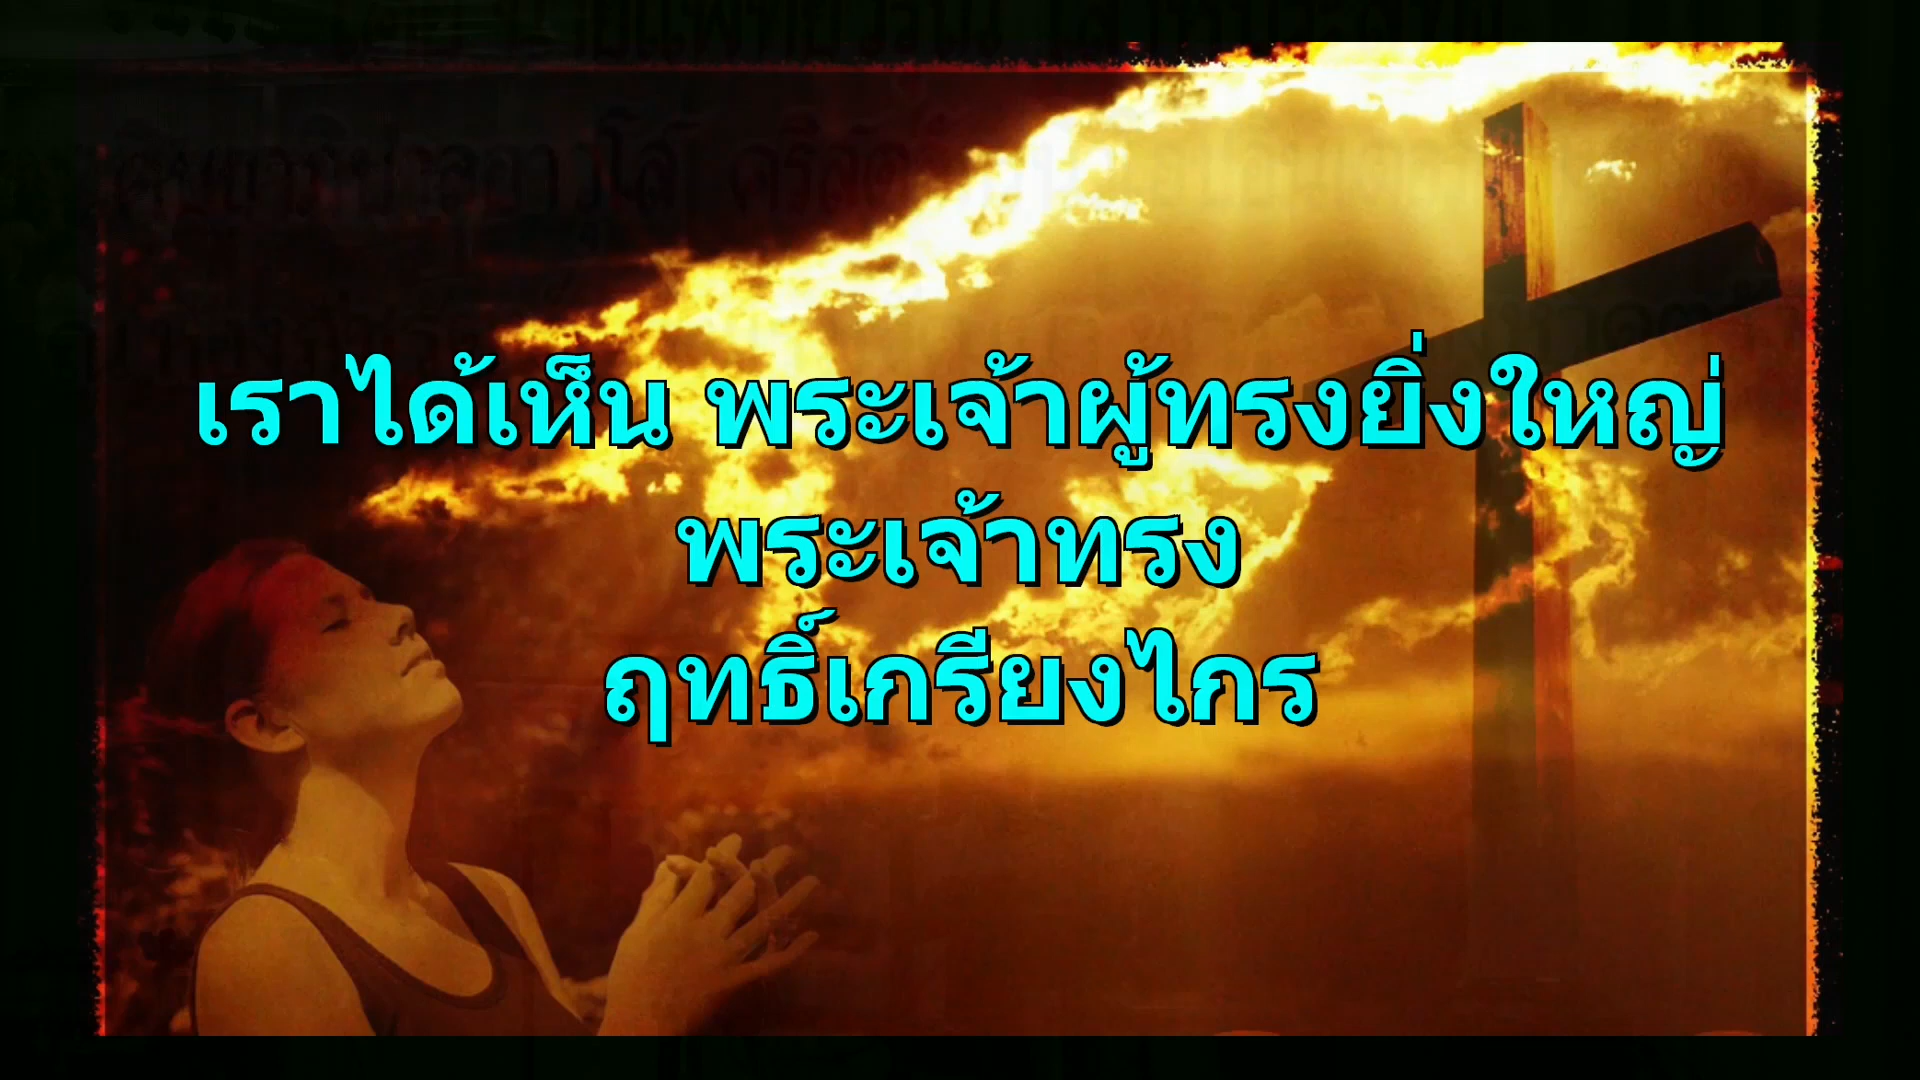 เราได้เห็น พระเจ้าผู้ทรงยิ่งใหญ่
พระเจ้าทรง
ฤทธิ์เกรียงไกร